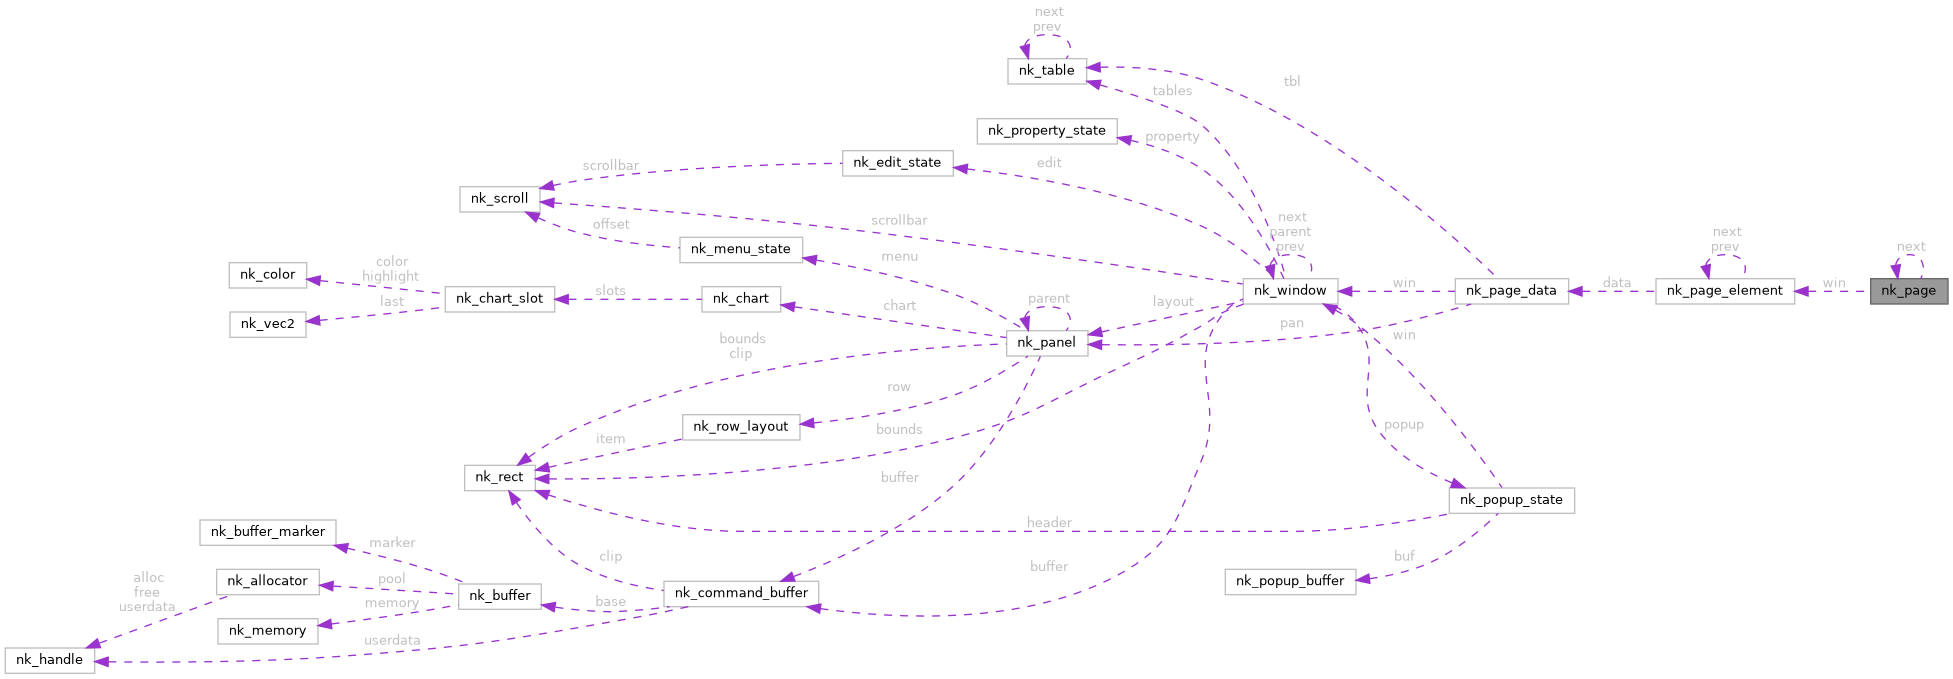 next
prev
nk_table
tbl
tables
nk_property_state
property
nk_edit_state
edit
scrollbar
nk_scroll
scrollbar
offset
next
parent
prev
nk_menu_state
menu
next
prev
next
color
highlight
nk_color
last
nk_chart_slot
slots
nk_chart
chart
parent
layout
nk_window
win
nk_page_data
data
nk_page_element
win
nk_page
nk_vec2
pan
nk_panel
win
bounds
clip
row
nk_row_layout
bounds
popup
item
nk_rect
buffer
nk_popup_state
header
nk_buffer_marker
marker
clip
buf
buffer
nk_popup_buffer
alloc
free
userdata
nk_allocator
pool
memory
nk_buffer
base
nk_command_buffer
nk_memory
userdata
nk_handle